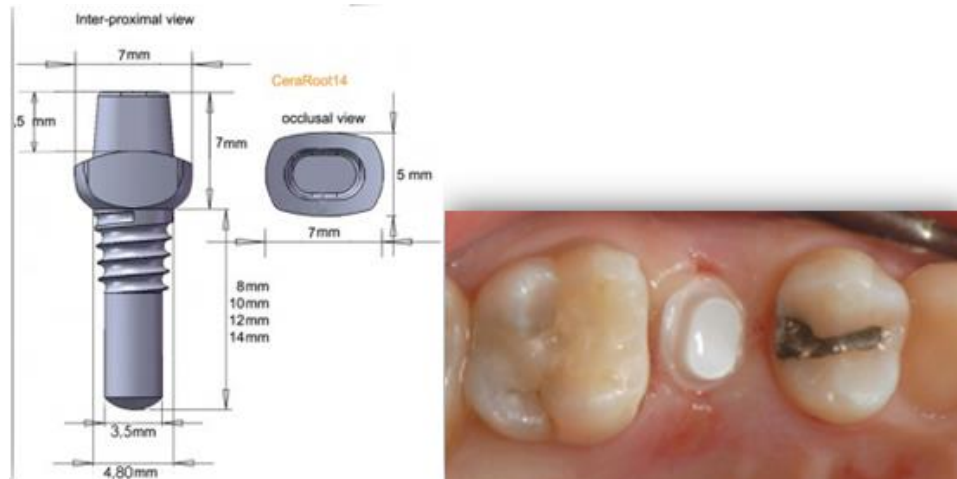 Inter-proximal view
7mm
CeraRoot14
occlusal view
,5 mm
7mm
5 mm
7mm
8mm
10mm
12mm
14mm
3,5mm
4,80mm